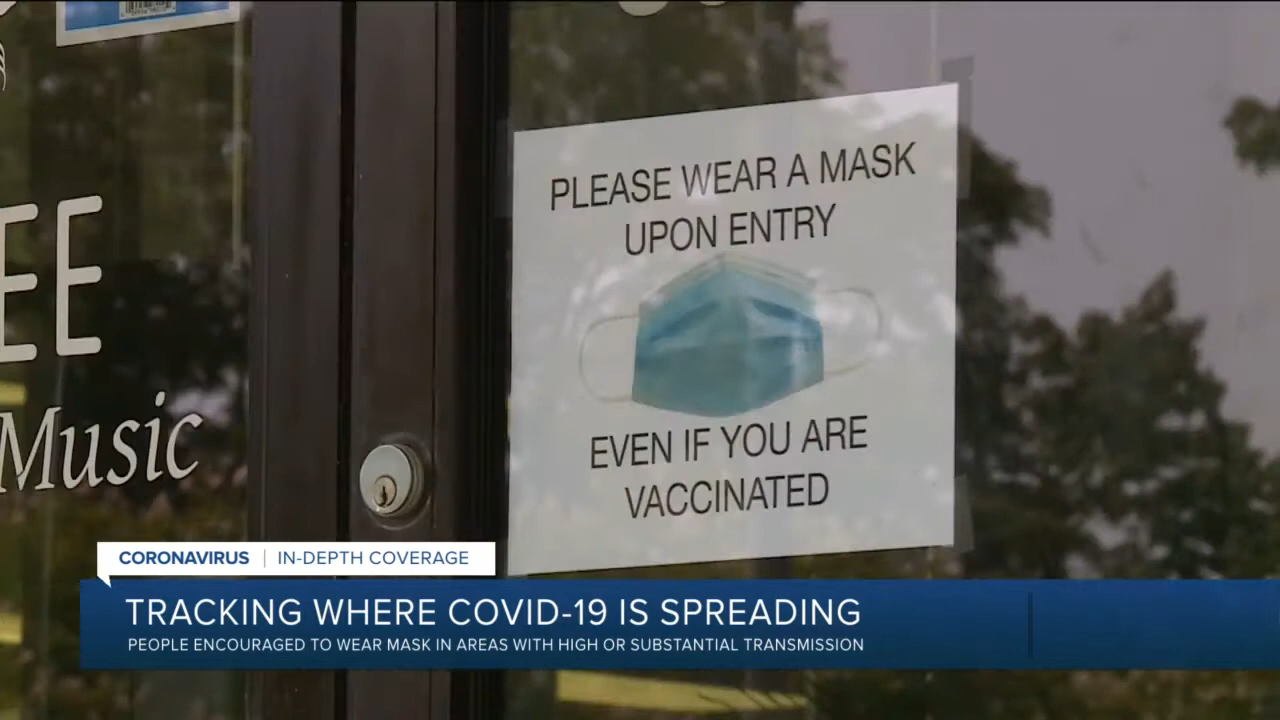 PLEASE WEAR A MASK
UPON ENTRY
EVEN IF YOU ARE
VACCINATED
EE
Music
CORONAVIRUS | IN-DEPTH COVERAGE
TRACKING WHERE COVID-19 IS SPREADING
PEOPLE ENCOURAGED TO WEAR MASK IN AREAS WITH HIGH OR SUBSTANTIAL TRANSMISSION